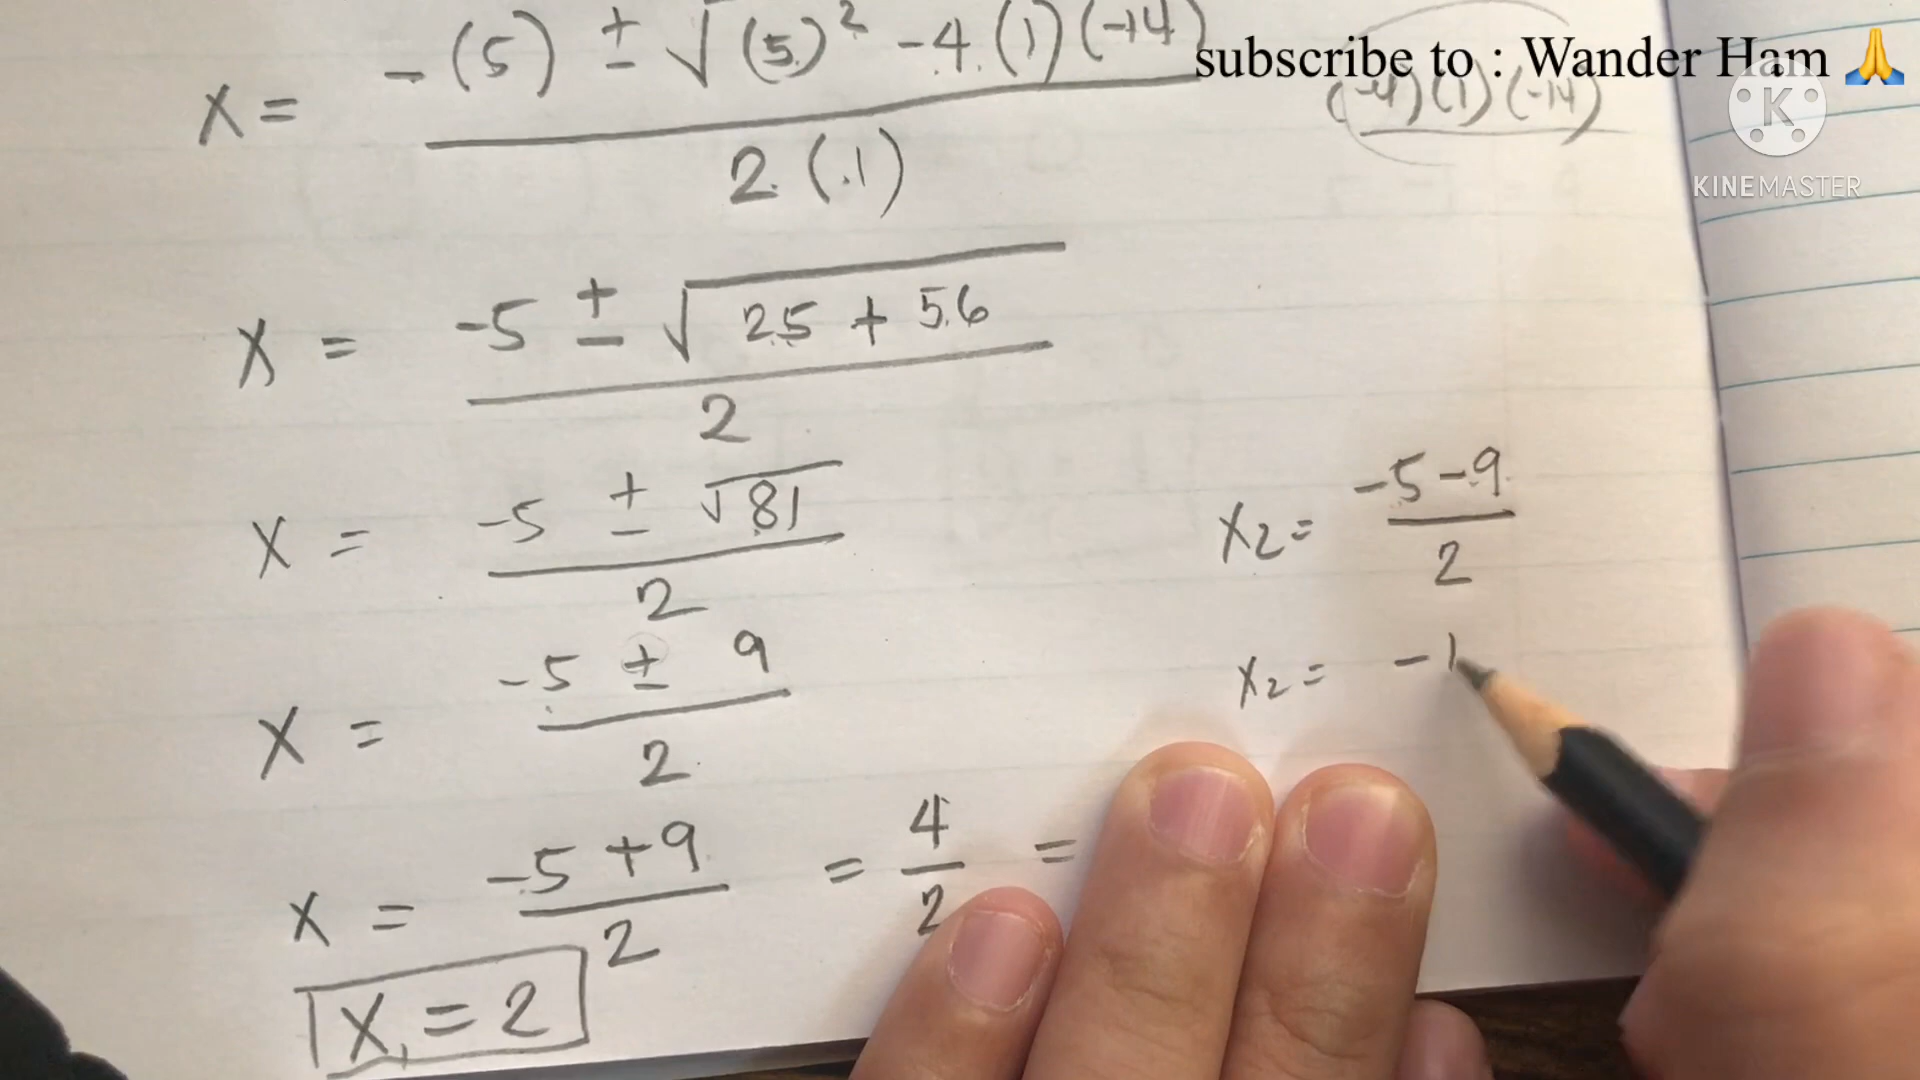 x = -(5) ± √(5)² -4(1)(-14)
2(1)
subscribe to : Wander Ham 🙏
(-4)(1)(-14)
KINEMASTER
x = -5 ± √25 + 56
2
x = -5 ± √81
2
x = -5 ± 9
2
x = -5 + 9 = 4 =
2 2
x₁ = 2
x₂ = -5 - 9
2
x₂ = -1